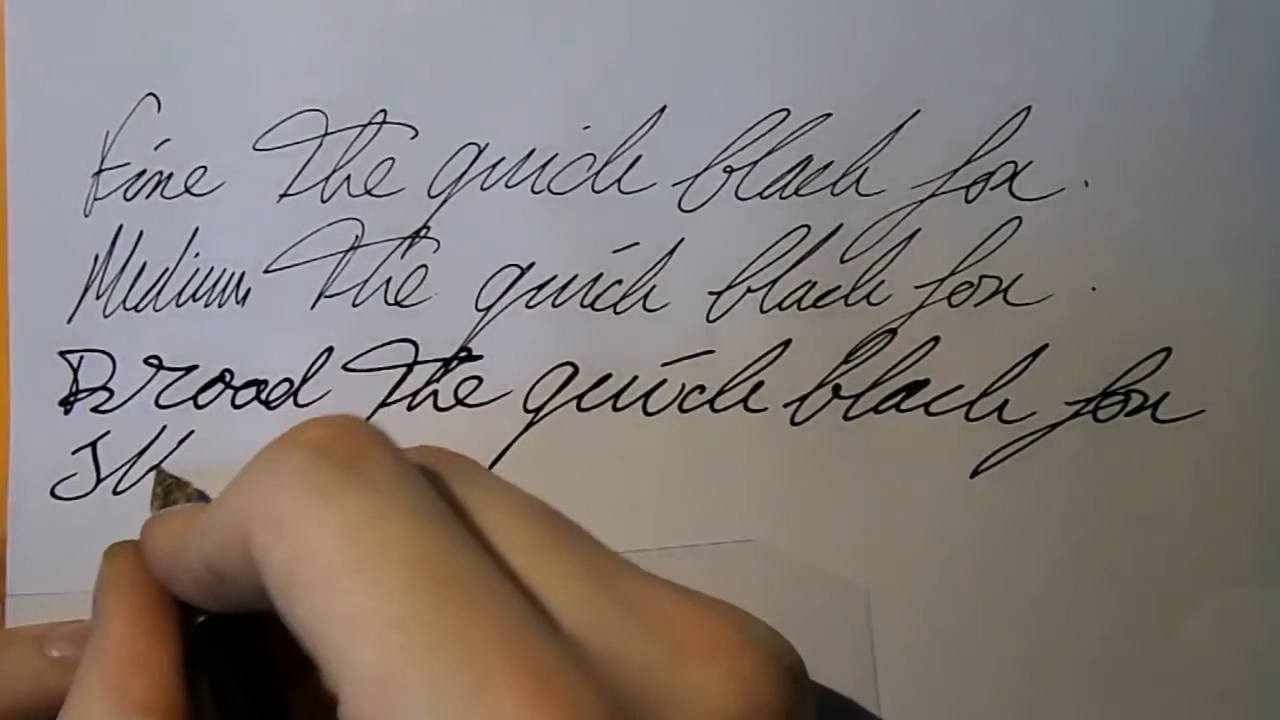 Fine The quick black fox.
Medium The quick black fox.
Broad The quick black fox